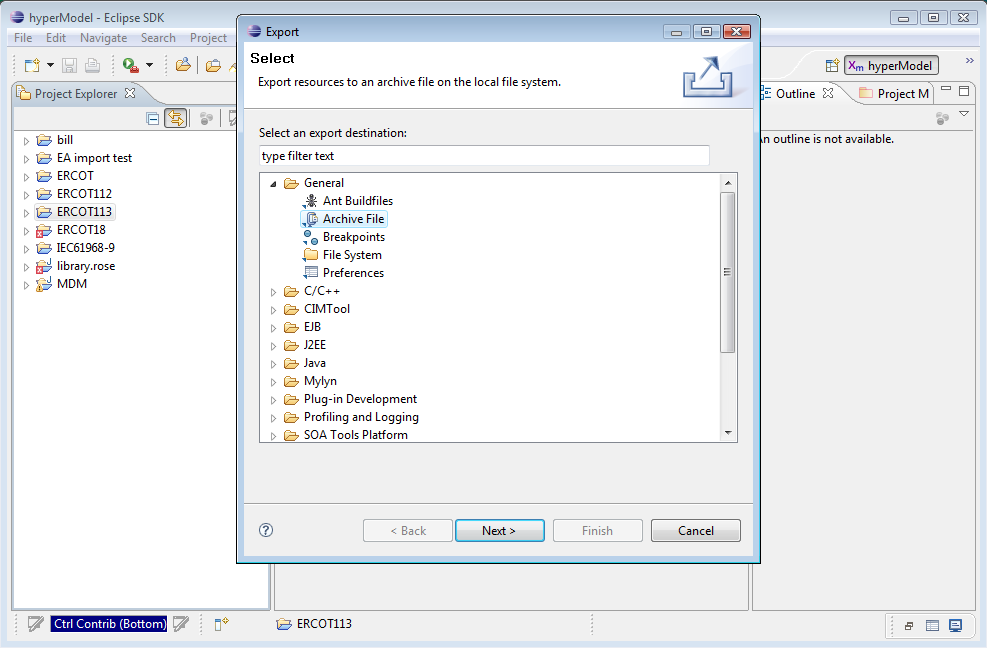 hyperModel - Eclipse SDK
File Edit Navigate Search Project
Xm hyperModel
»
Project Explorer
bill
EA import test
ERCOT
ERCOT112
ERCOT113
ERCOT18
IEC61968-9
library.rose
MDM
Export
Select
Export resources to an archive file on the local file system.
Select an export destination:
type filter text
General
Ant Buildfiles
Archive File
Breakpoints
File System
Preferences
C/C++
CIMTool
EJB
J2EE
Java
Mylyn
Plug-in Development
Profiling and Logging
SOA Tools Platform
?
< Back
Next >
Finish
Cancel
Outline
Project M
An outline is not available.
Ctrl Contrib (Bottom)
ERCOT113